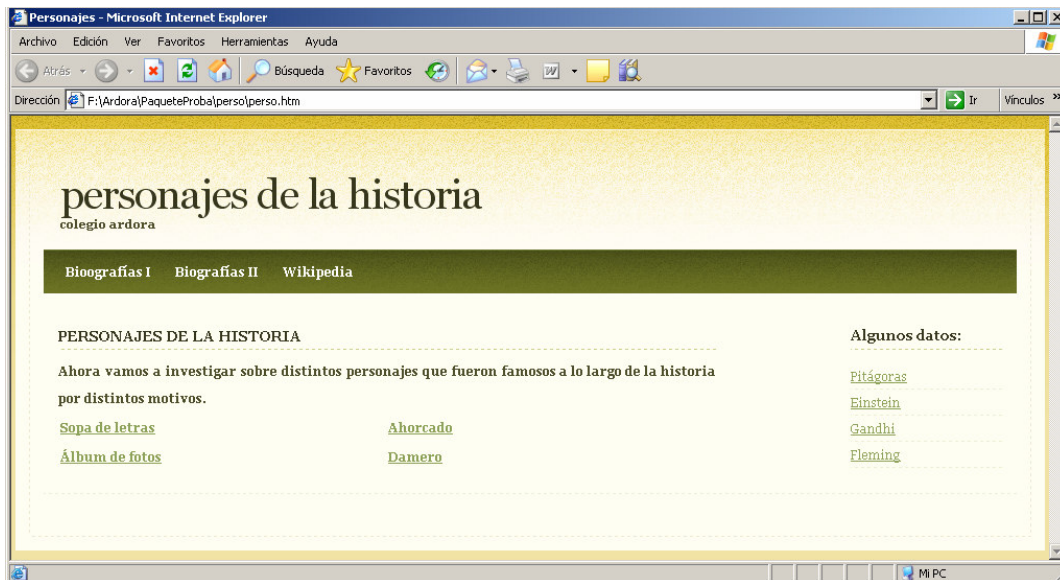 Personajes - Microsoft Internet Explorer
Archivo Edición Ver Favoritos Herramientas Ayuda
Atrás Búsqueda Favoritos
Dirección F:\Ardora\PaqueteProba\perso\perso.htm Ir Vínculos »
personajes de la historia
colegio ardora
Bioografías I Biografías II Wikipedia
PERSONAJES DE LA HISTORIA
Ahora vamos a investigar sobre distintos personajes que fueron famosos a lo largo de la historia
por distintos motivos.
Sopa de letras Ahorcado
Álbum de fotos Damero
Algunos datos:
Pitágoras
Einstein
Gandhi
Fleming
Mi PC